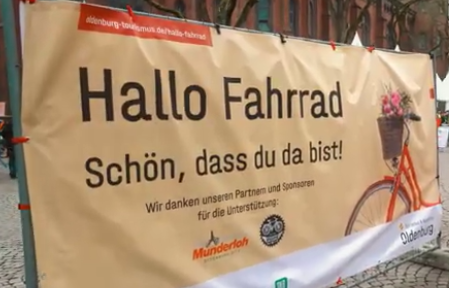 oldenburg-tourismus.de/hallo-fahrrad
Hallo Fahrrad
Schön, dass du da bist!
Wir danken unseren Partnern und Sponsoren
für die Unterstützung:
Munderloh
Oldenburg